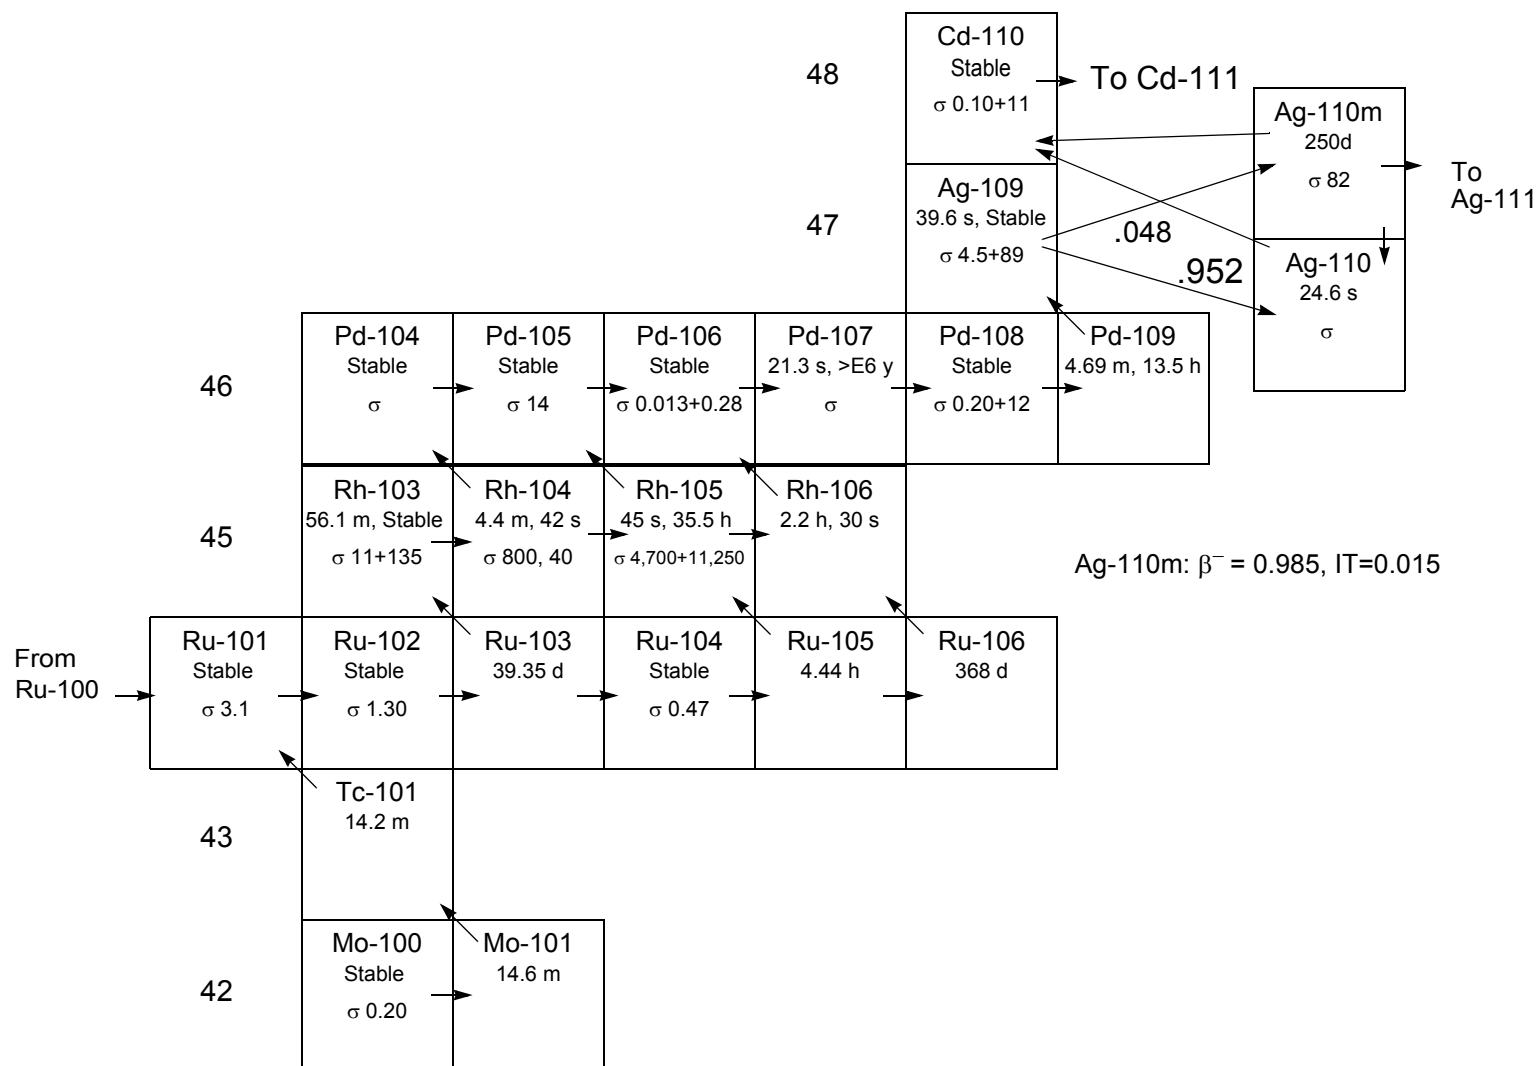 48
Cd-110
Stable
σ 0.10+11
To Cd-111
Ag-110m
250d
σ 82
To
Ag-111
47
Ag-109
39.6 s, Stable
σ 4.5+89
.048
.952
Ag-110
24.6 s
σ
46
Pd-104
Stable
σ
Pd-105
Stable
σ 14
Pd-106
Stable
σ 0.013+0.28
Pd-107
21.3 s, >E6 y
σ
Pd-108
Stable
σ 0.20+12
Pd-109
4.69 m, 13.5 h
45
Rh-103
56.1 m, Stable
σ 11+135
Rh-104
4.4 m, 42 s
σ 800, 40
Rh-105
45 s, 35.5 h
σ 4,700+11,250
Rh-106
2.2 h, 30 s
Ag-110m: β⁻ = 0.985, IT=0.015
From
Ru-100
Ru-101
Stable
σ 3.1
Ru-102
Stable
σ 1.30
Ru-103
39.35 d
Ru-104
Stable
σ 0.47
Ru-105
4.44 h
Ru-106
368 d
43
Tc-101
14.2 m
42
Mo-100
Stable
σ 0.20
Mo-101
14.6 m